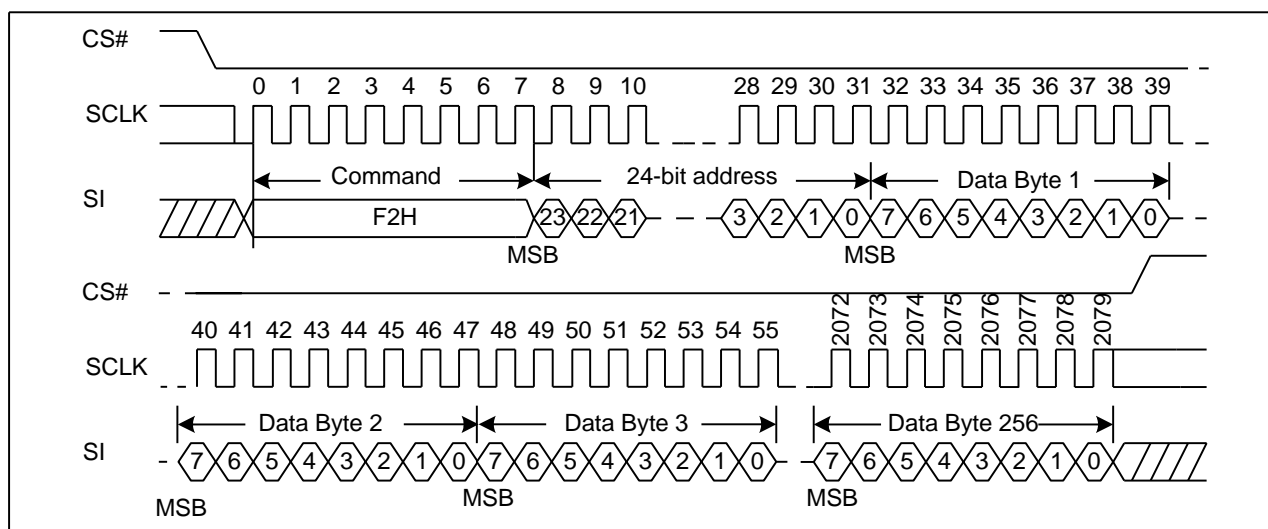 CS#
0 1 2 3 4 5 6 7 8 9 10 28 29 30 31 32 33 34 35 36 37 38 39
SCLK
Command 24-bit address Data Byte 1
SI
F2H 23 22 21 3 2 1 0 7 6 5 4 3 2 1 0
MSB MSB
CS#
40 41 42 43 44 45 46 47 48 49 50 51 52 53 54 55 2072 2073 2074 2075 2076 2077 2078 2079
SCLK
Data Byte 2 Data Byte 3 Data Byte 256
SI
7 6 5 4 3 2 1 0 7 6 5 4 3 2 1 0 7 6 5 4 3 2 1 0
MSB MSB MSB